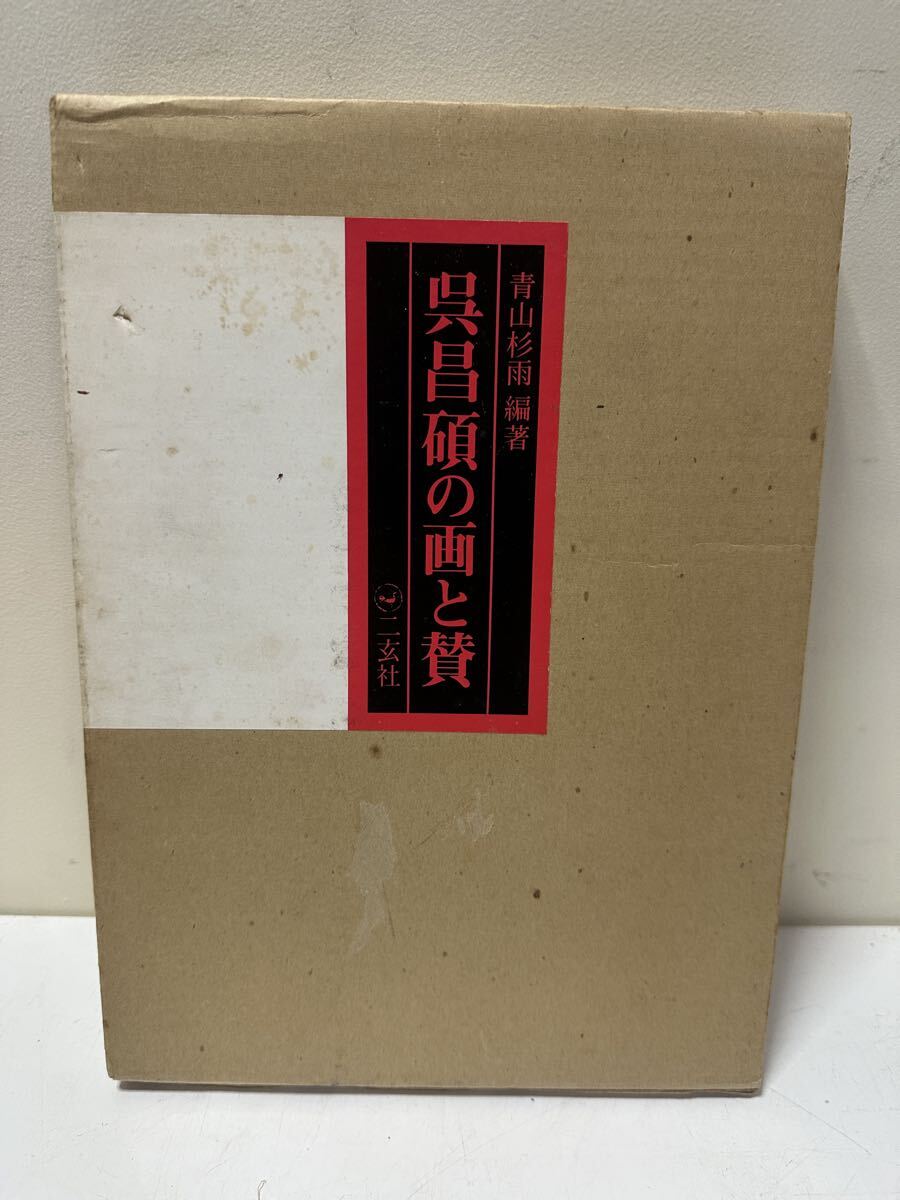 青山杉雨 編著
呉昌碩の画と賛
二玄社